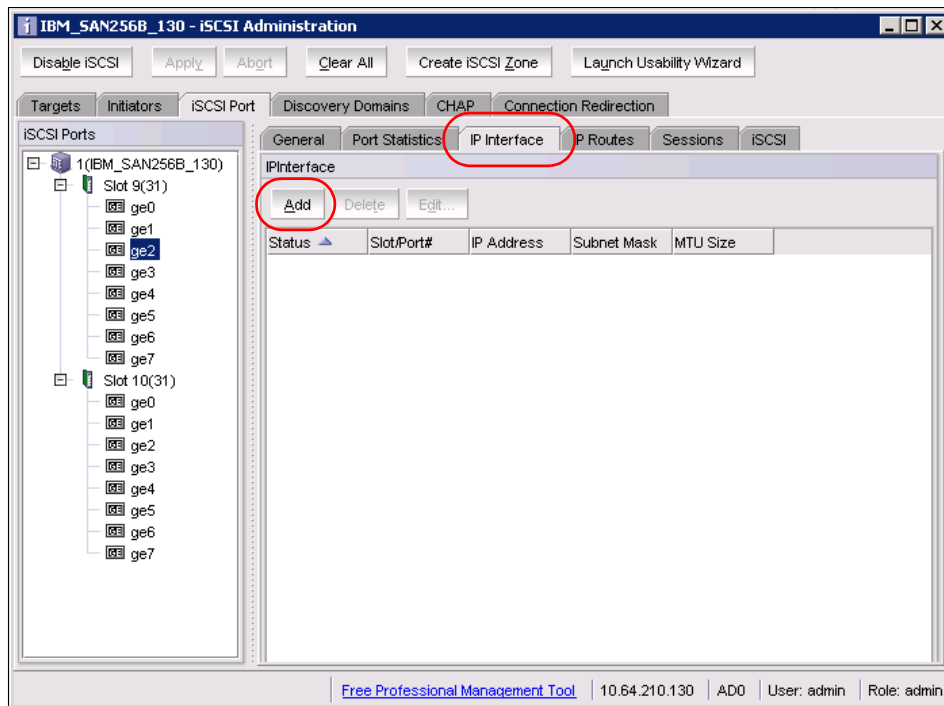 IBM_SAN256B_130 - iSCSI Administration
Disable iSCSI Apply Abort Clear All Create iSCSI Zone Launch Usability Wizard
Targets Initiators iSCSI Port Discovery Domains CHAP Connection Redirection
iSCSI Ports
General Port Statistics IP Interface IP Routes Sessions iSCSI
1(IBM_SAN256B_130)
IPInterface
Slot 9(31)
Add Delete Edit...
ge0
ge1
Status Slot/Port# IP Address Subnet Mask MTU Size
ge2
ge3
ge4
ge5
ge6
ge7
Slot 10(31)
ge0
ge1
ge2
ge3
ge4
ge5
ge6
ge7
Free Professional Management Tool 10.64.210.130 AD0 User: admin Role: admin